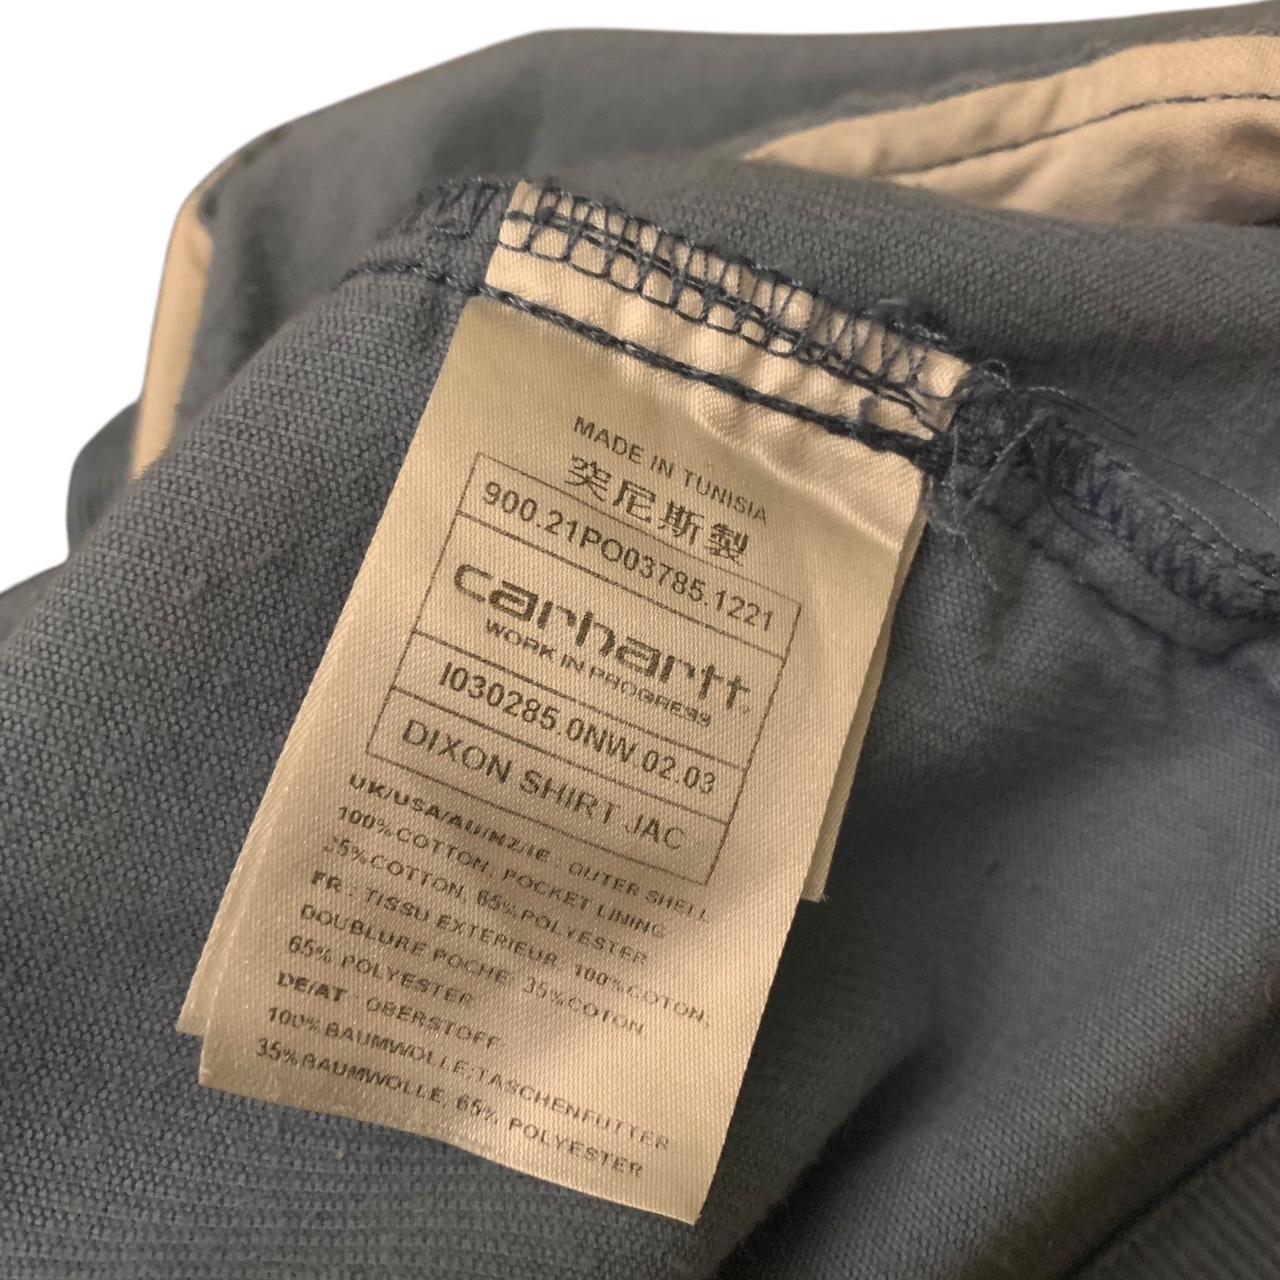 MADE IN TUNISIA
突尼斯製
900.21PO03785.1221
carhartt
WORK IN PROGRESS
I030285.0NW.02.03
DIXON SHIRT JAC
UK/USA/AU/NZ/IE : OUTER SHELL
100%COTTON, POCKET LINING
35%COTTON, 65%POLYESTER
FR : TISSU EXTERIEUR 100%COTON,
DOUBLURE POCHE 35%COTON
65% POLYESTER
DE/AT : OBERSTOFF
100%BAUMWOLLE;TASCHENFUTTER
35%BAUMWOLLE, 65% POLYESTER